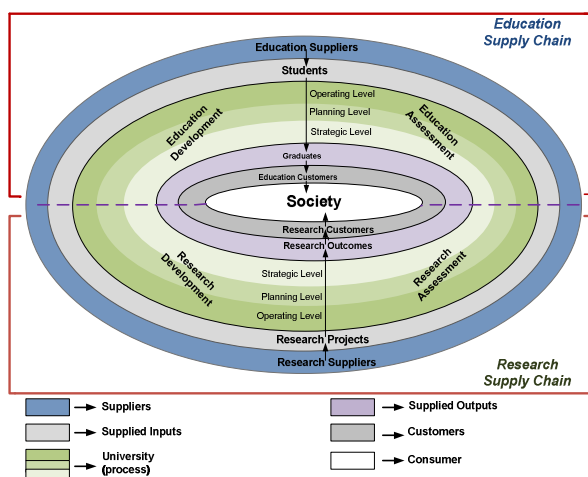 Education
Supply Chain
Education Suppliers
Students
Operating Level
Planning Level
Strategic Level
Education
Development
Education
Assessment
Graduates
Education Customers
Society
Research Customers
Research Outcomes
Strategic Level
Planning Level
Operating Level
Research
Development
Research
Assessment
Research Projects
Research Suppliers
Research
Supply Chain
Suppliers
Supplied Inputs
University
(process)
Supplied Outputs
Customers
Consumer